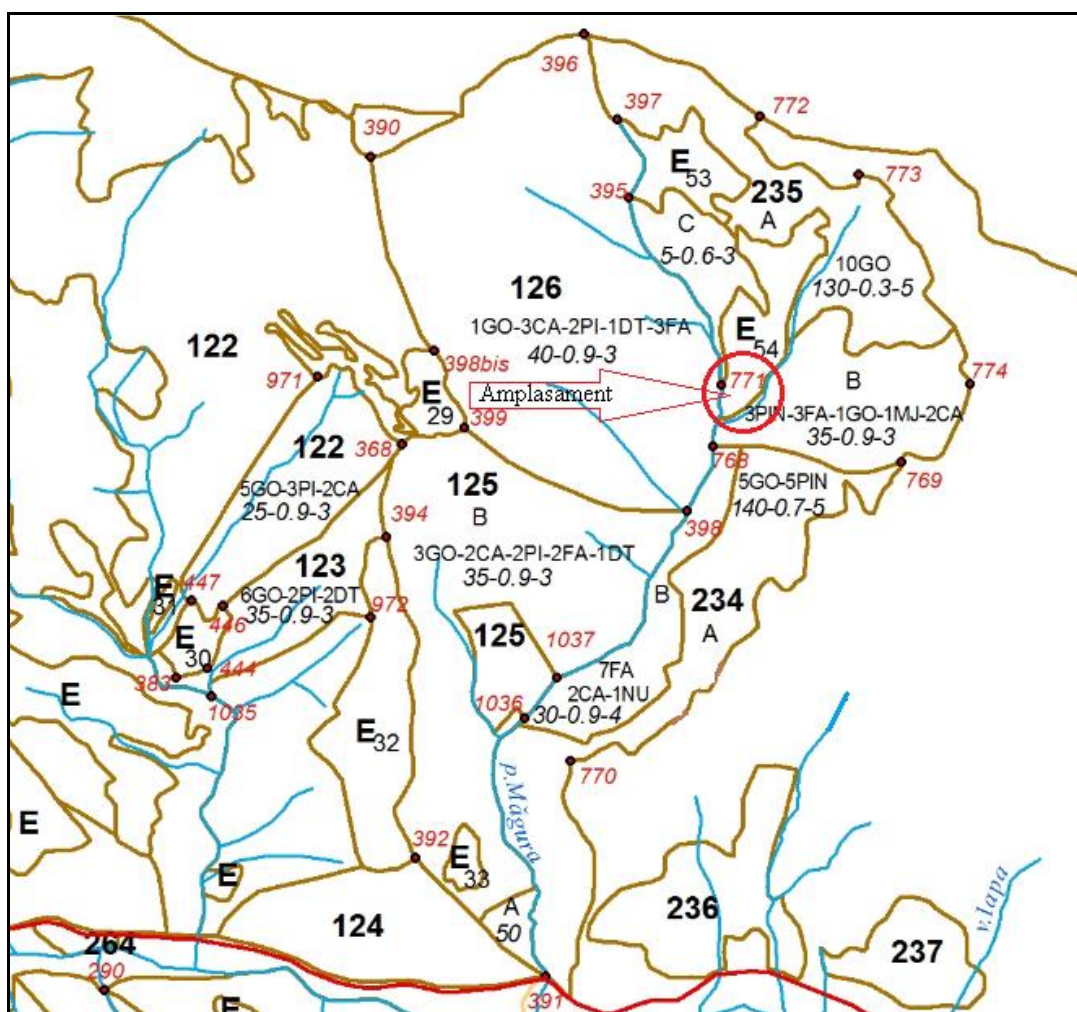 396
772
397
390
773
E 53
395
235
A
C
5-0.6-3
10GO
130-0.3-5
126
1GO-3CA-2PI-1DT-3FA
40-0.9-3
E 54
122
398bis
971
771
774
B
E 29
Amplasament
399
3PIN-3FA-1GO-1MJ-2CA
35-0.9-3
368
122
768
769
5GO-3PI-2CA
25-0.9-3
125
B
5GO-5PIN
140-0.7-5
394
398
3GO-2CA-2PI-2FA-1DT
35-0.9-3
123
E 31
447
6GO-2PI-2DT
35-0.9-3
446
972
B
234
A
E 30
125
1037
444
383
7FA
2CA-1NU
30-0.9-4
E
1035
1036
E 32
770
p.Măgura
E
392
E 33
E
A
50
124
236
v.Iapa
237
264
290
391
E